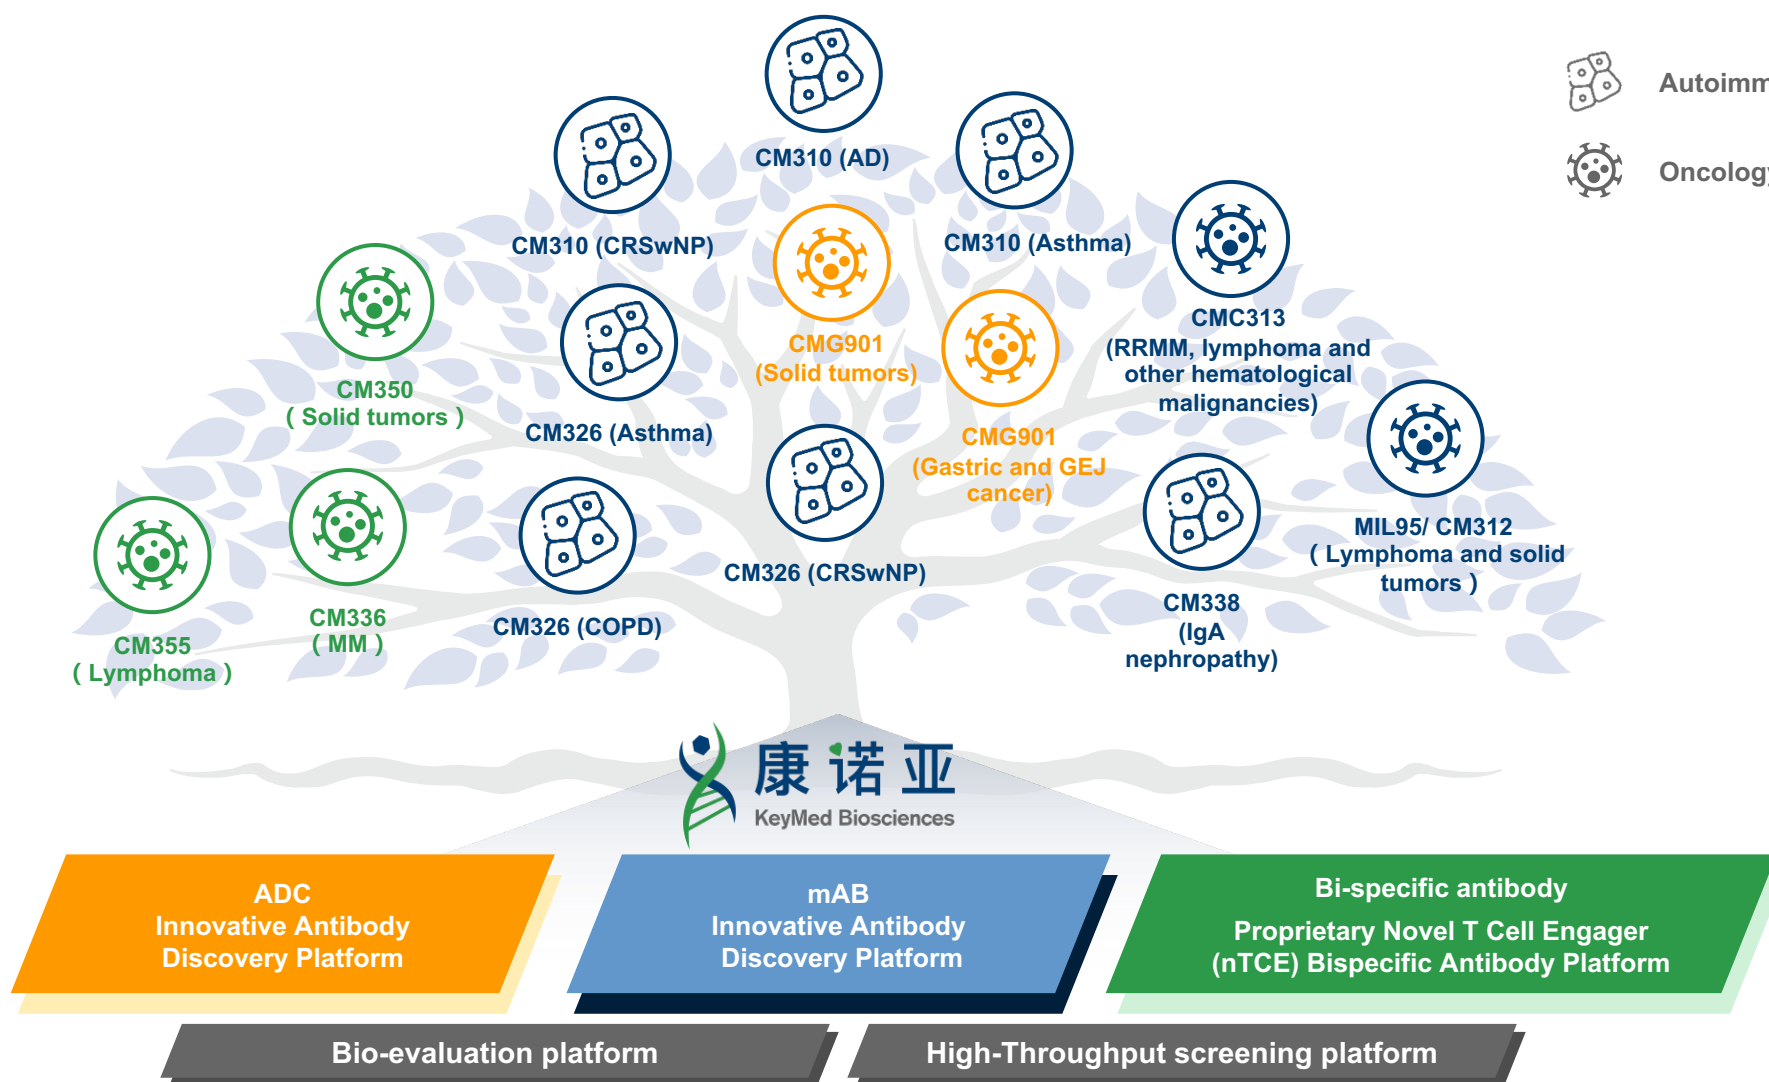 CM310 (AD)
Autoimm
Oncology
CM310 (CRSwNP)
CM310 (Asthma)
CM350
( Solid tumors )
CM326 (Asthma)
CMG901
(Solid tumors)
CMG901
(Gastric and GEJ
cancer)
CMC313
(RRMM, lymphoma and
other hematological
malignancies)
CM355
( Lymphoma )
CM336
( MM )
CM326 (COPD)
CM326 (CRSwNP)
CM338
(IgA
nephropathy)
MIL95/ CM312
( Lymphoma and solid
tumors )
康诺亚
KeyMed Biosciences
ADC
Innovative Antibody
Discovery Platform
mAB
Innovative Antibody
Discovery Platform
Bi-specific antibody
Proprietary Novel T Cell Engager
(nTCE) Bispecific Antibody Platform
Bio-evaluation platform
High-Throughput screening platform